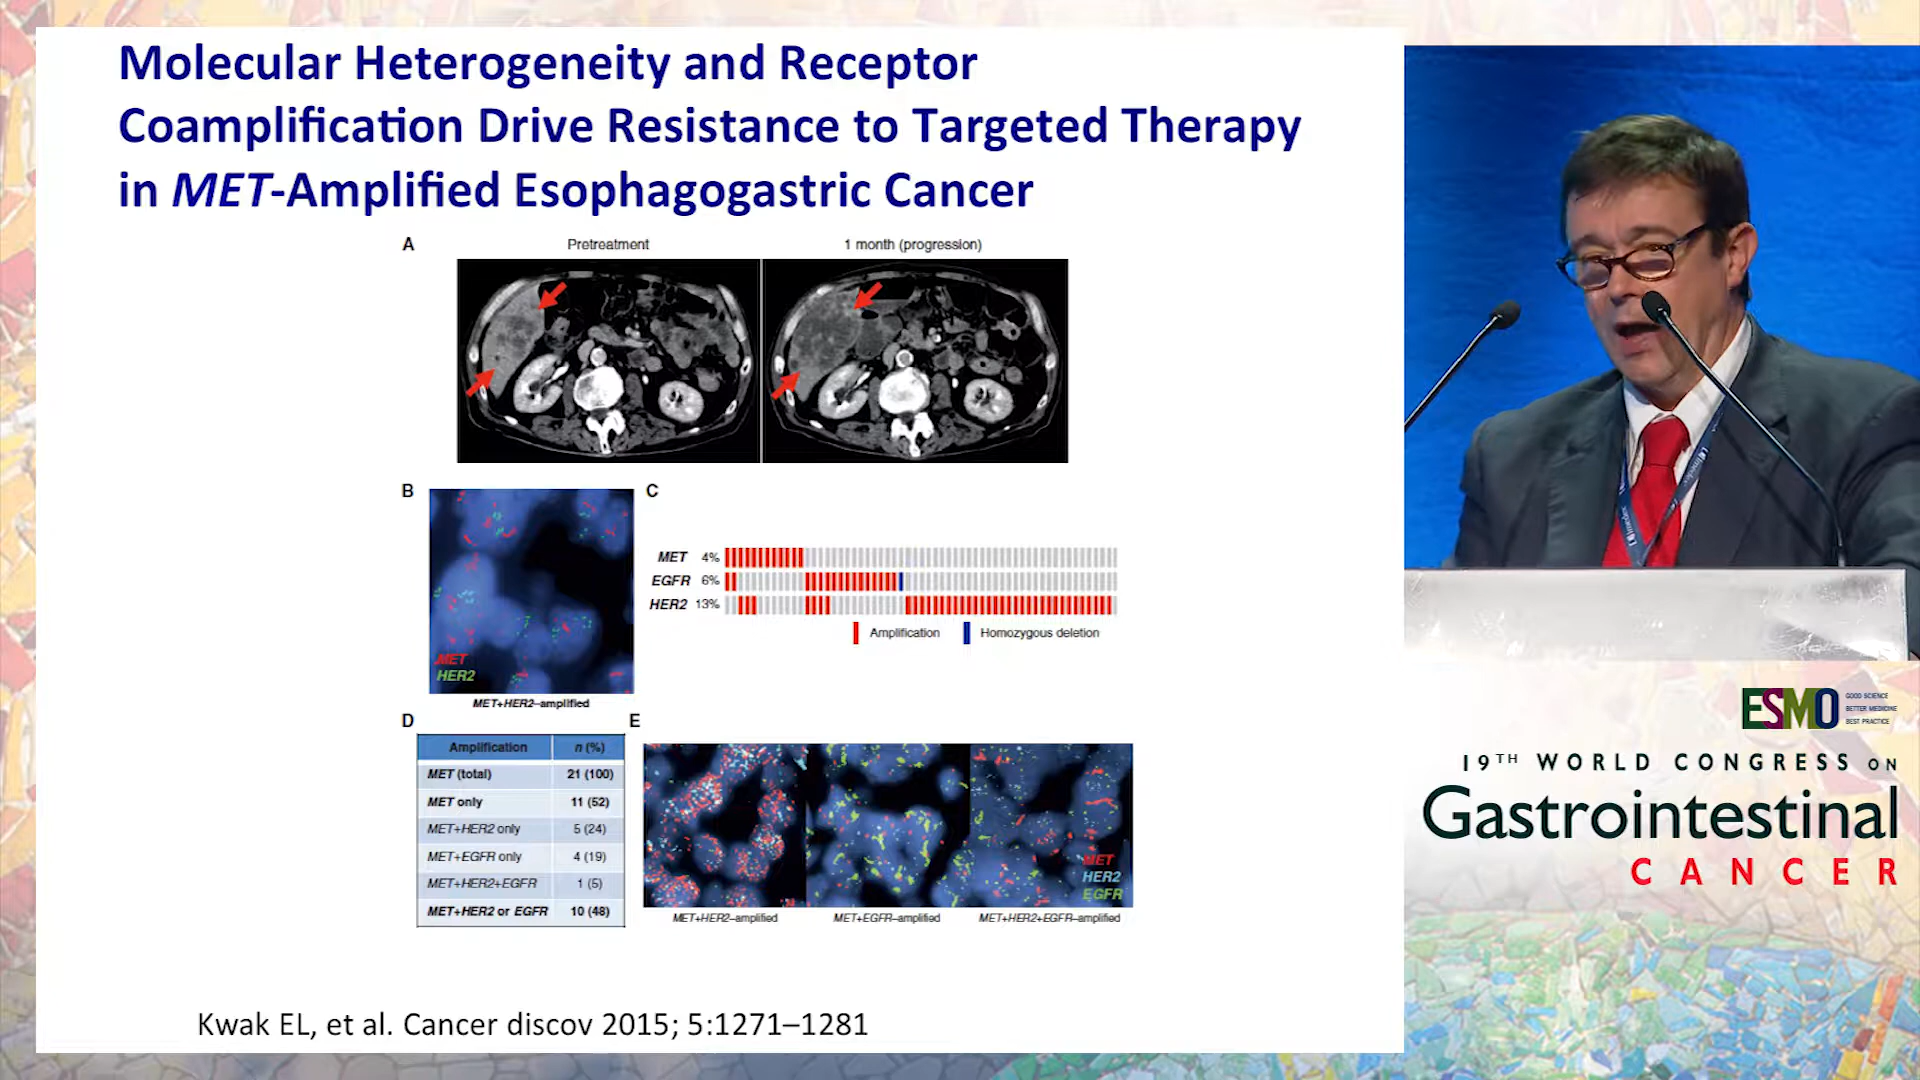 Molecular Heterogeneity and Receptor
Coamplification Drive Resistance to Targeted Therapy
in MET-Amplified Esophagogastric Cancer
A
Pretreatment
1 month (progression)
B
C
MET
HER2
MET+HER2–amplified
MET 4%
EGFR 6%
HER2 13%
Amplification
Homozygous deletion
D
E
Amplification n (%)
MET (total) 21 (100)
MET only 11 (52)
MET+HER2 only 5 (24)
MET+EGFR only 4 (19)
MET+HER2+EGFR 1 (5)
MET+HER2 or EGFR 10 (48)
MET
HER2
EGFR
MET+HER2–amplified
MET+EGFR–amplified
MET+HER2+EGFR–amplified
Kwak EL, et al. Cancer discov 2015; 5:1271–1281
ESMO
GOOD SCIENCE
BETTER MEDICINE
BEST PRACTICE
19TH WORLD CONGRESS ON
Gastrointestinal
CANCER